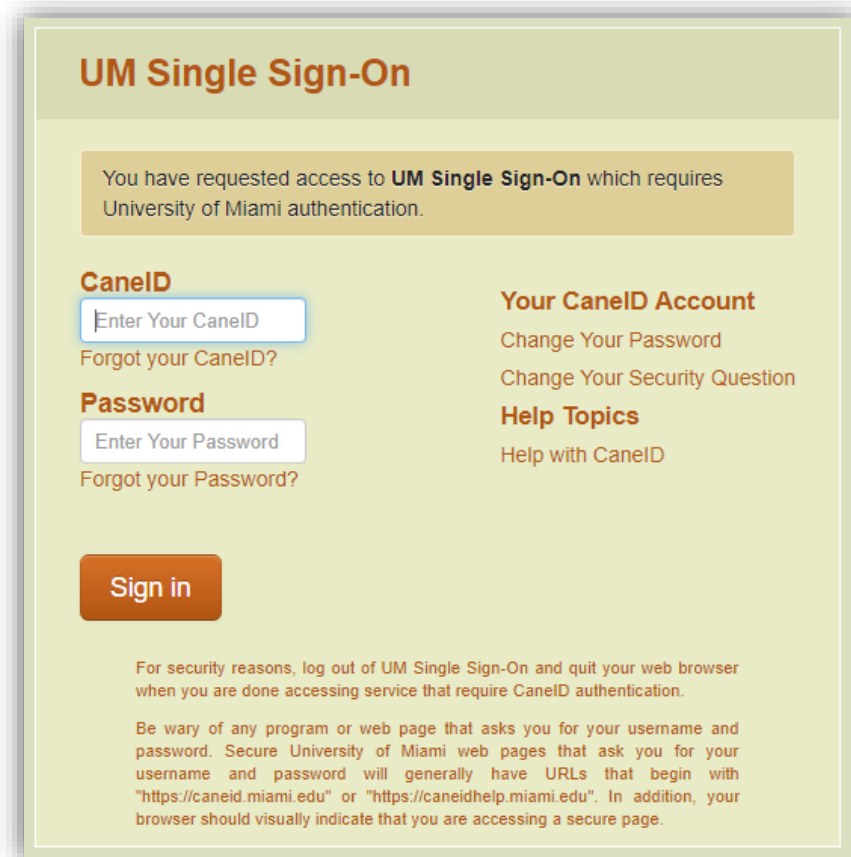 UM Single Sign-On
You have requested access to UM Single Sign-On which requires
University of Miami authentication.
CaneID
Enter Your CaneID
Forgot your CaneID?
Password
Enter Your Password
Forgot your Password?
Your CaneID Account
Change Your Password
Change Your Security Question
Help Topics
Help with CaneID
Sign in
For security reasons, log out of UM Single Sign-On and quit your web browser
when you are done accessing service that require CaneID authentication.
Be wary of any program or web page that asks you for your username and
password. Secure University of Miami web pages that ask you for your
username and password will generally have URLs that begin with
"https://caneid.miami.edu" or "https://caneidhelp.miami.edu". In addition, your
browser should visually indicate that you are accessing a secure page.